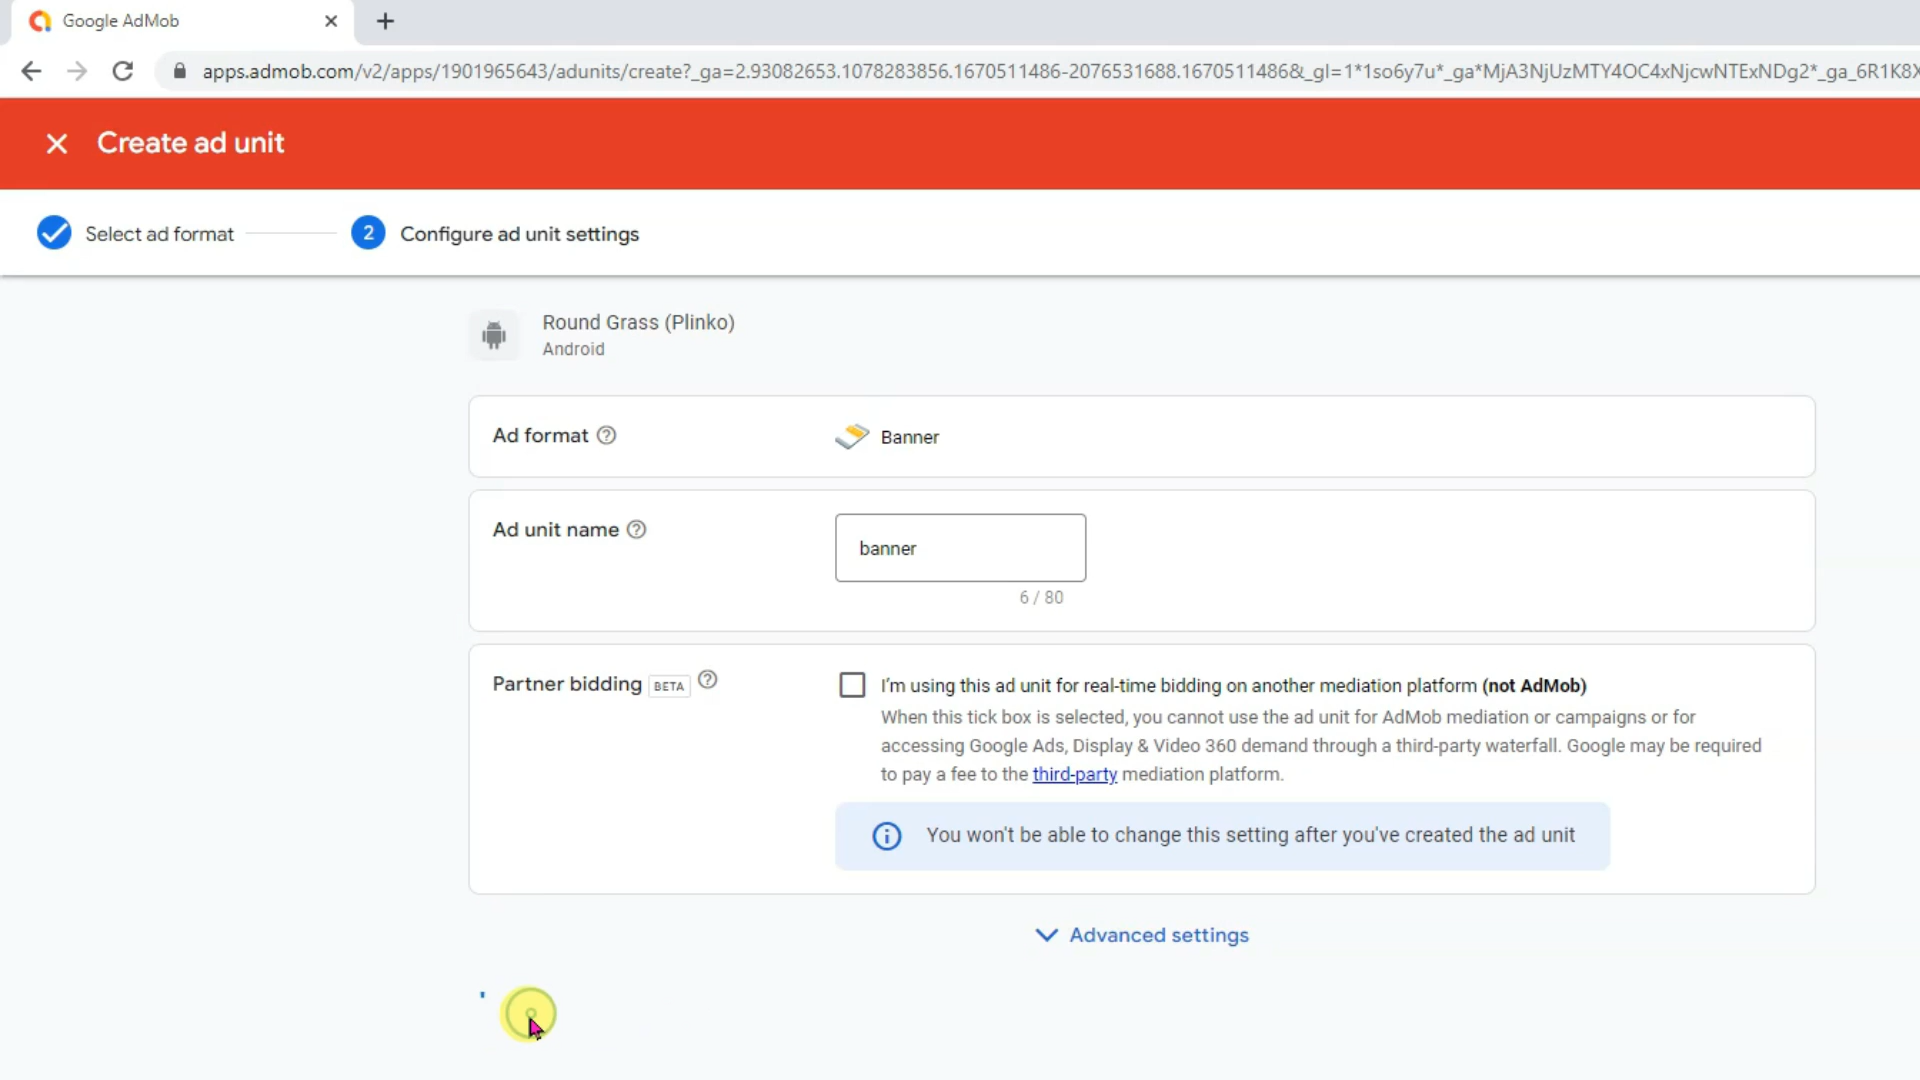 Google AdMob
apps.admob.com/v2/apps/1901965643/adunits/create?_ga=2.93082653.1078283856.1670511486-2076531688.1670511486&_gl=1*1so6y7u*_ga*MjA3NjUzMTY4OC4xNjcwNTExNDg2*_ga_6R1K8X
Create ad unit
Select ad format
2 Configure ad unit settings
Round Grass (Plinko)
Android
Ad format
Banner
Ad unit name
banner
6 / 80
Partner bidding BETA
I'm using this ad unit for real-time bidding on another mediation platform (not AdMob)
When this tick box is selected, you cannot use the ad unit for AdMob mediation or campaigns or for
accessing Google Ads, Display & Video 360 demand through a third-party waterfall. Google may be required
to pay a fee to the third-party mediation platform.
You won't be able to change this setting after you've created the ad unit
Advanced settings